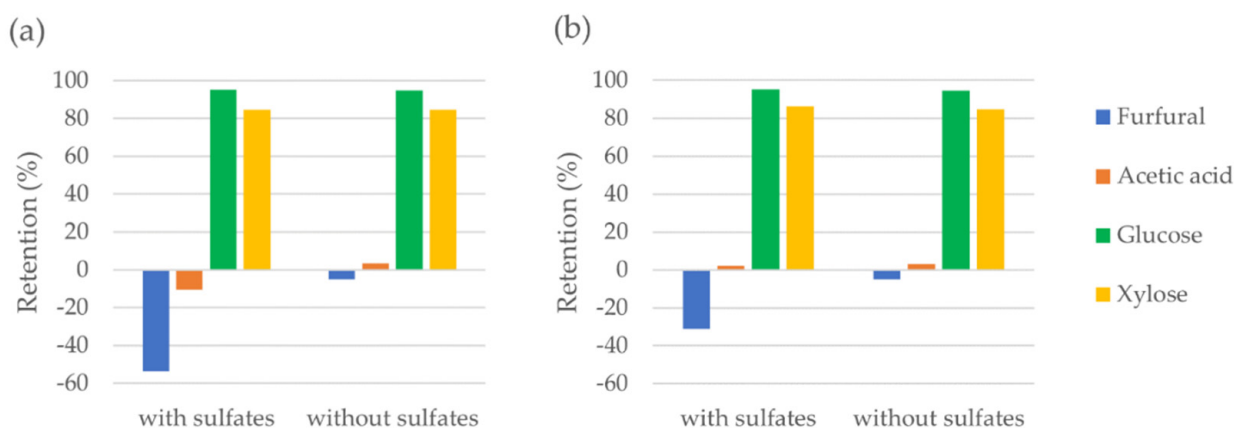 (a)
Retention (%)
100
80
60
40
20
0
-20
-40
-60
with sulfates without sulfates
(b)
Retention (%)
100
80
60
40
20
0
-20
-40
-60
with sulfates without sulfates
Furfural
Acetic acid
Glucose
Xylose